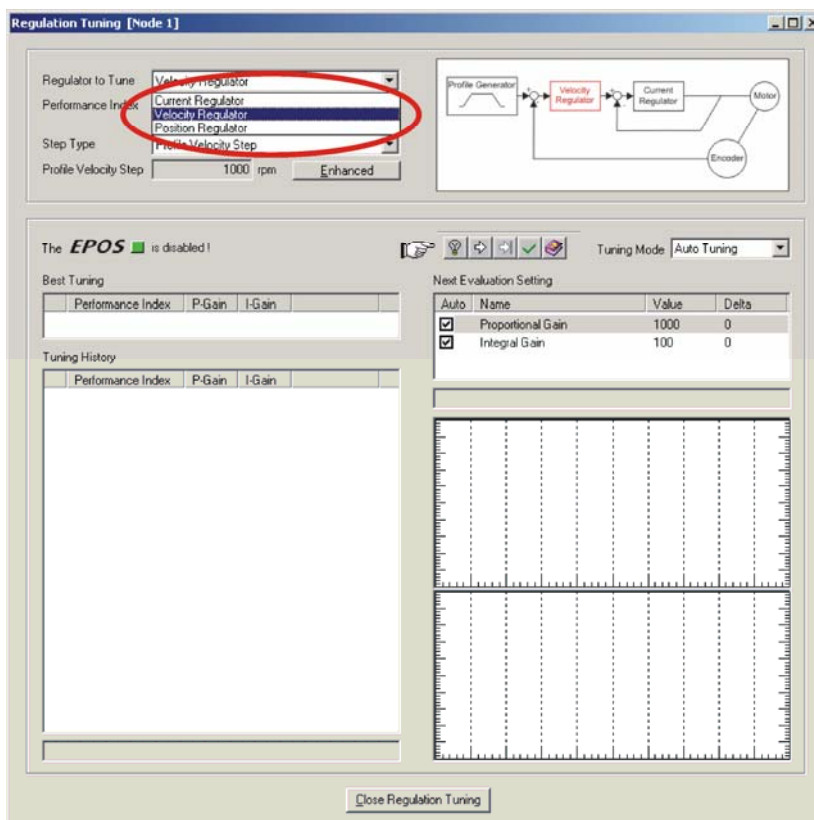 Regulation Tuning [Node 1]
Regulator to Tune Velocity Regulator
Performance Index Current Regulator
Velocity Regulator
Position Regulator
Step Type Profile Velocity Step
Profile Velocity Step 1000 rpm Enhanced
Profile Generator
Velocity Regulator
Current Regulator
Motor
Encoder
The EPOS is disabled !
Tuning Mode Auto Tuning
Best Tuning
Performance Index P-Gain I-Gain
Tuning History
Performance Index P-Gain I-Gain
Next Evaluation Setting
Auto Name Value Delta
Proportional Gain 1000 0
Integral Gain 100 0
Close Regulation Tuning